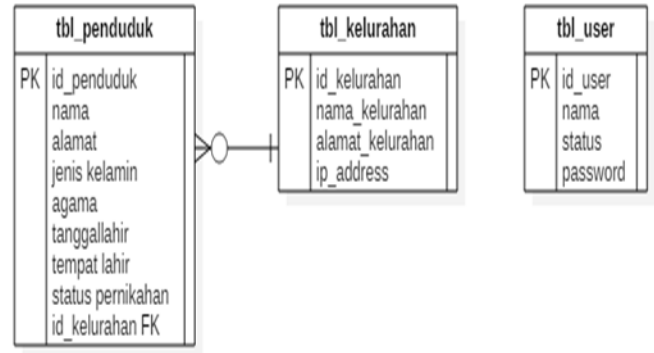 tbl_penduduk
PK id_penduduk
nama
alamat
jenis kelamin
agama
tanggallahir
tempat lahir
status pernikahan
id_kelurahan FK
tbl_kelurahan
PK id_kelurahan
nama_kelurahan
alamat_kelurahan
ip_address
tbl_user
PK id_user
nama
status
password